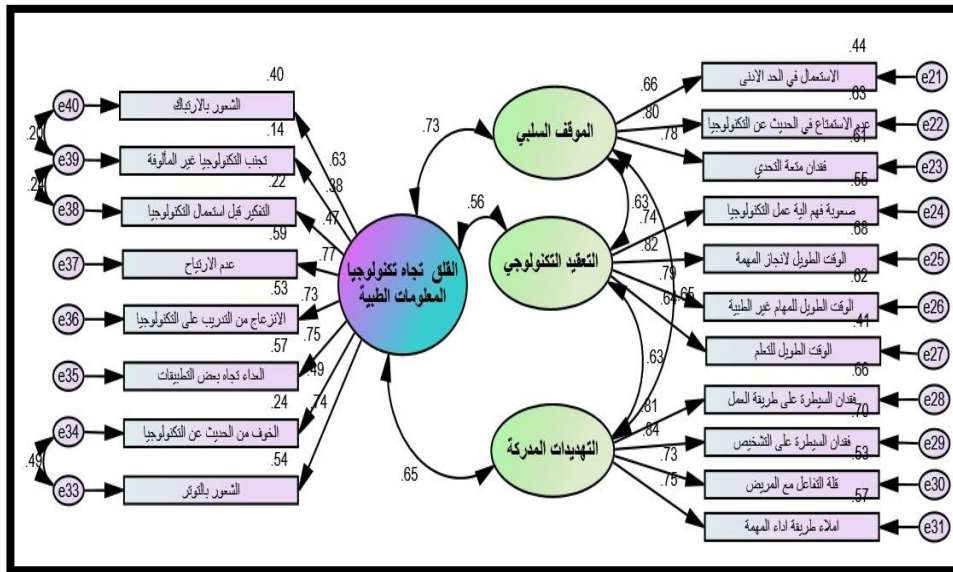 .40
e40
الشعور بالارتباك
.20
.14
e39
تجنب التكنولوجيا غير المألوفة
.24
.22
e38
التفكير قبل استعمال التكنولوجيا
.59
e37
عدم الارتياح
.53
e36
الانزعاج من التدريب على التكنولوجيا
.57
e35
العداء تجاه بعض التطبيقات
.24
e34
الخوف من الحديث عن التكنولوجيا
.49
.54
e33
الشعور بالتوتر
.63
.38
.47
.77
.73
.75
.49
.74
القلق تجاه تكنولوجيا
المعلومات الطبية
.73
.56
.65
الموقف السلبي
التعقيد التكنولوجي
التهديدات المدركة
.63
.65
.63
.66
.80
.78
.74
.82
.79
.64
.81
.84
.73
.75
.44
الاستعمال في الحد الادنى
e21
.63
عدم الاستمتاع في الحديث عن التكنولوجيا
e22
.61
فقدان متعة التحدي
e23
.55
صعوبة فهم الية عمل التكنولوجيا
e24
.68
الوقت الطويل لانجاز المهمة
e25
.62
الوقت الطويل للمهام غير الطبية
e26
.41
الوقت الطويل للتعلم
e27
.66
فقدان السيطرة على طريقة العمل
e28
.70
فقدان السيطرة على التشخيص
e29
.53
قلة التفاعل مع المريض
e30
.57
املاء طريقة اداء المهمة
e31